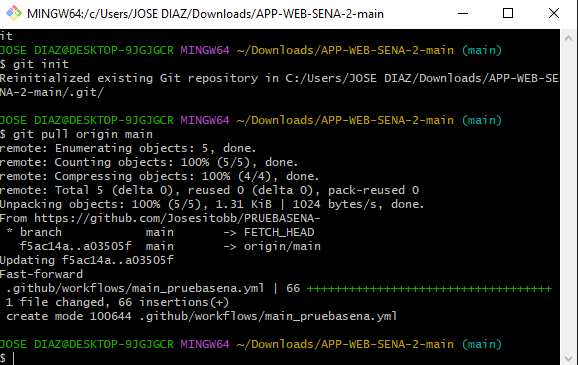 MINGW64:/c/Users/JOSE DIAZ/Downloads/APP-WEB-SENA-2-main
it
JOSE DIAZ@DESKTOP-9JGJGCR MINGW64 ~/Downloads/APP-WEB-SENA-2-main (main)
$ git init
Reinitialized existing Git repository in C:/Users/JOSE DIAZ/Downloads/APP-WEB-SE
NA-2-main/.git/
JOSE DIAZ@DESKTOP-9JGJGCR MINGW64 ~/Downloads/APP-WEB-SENA-2-main (main)
$ git pull origin main
remote: Enumerating objects: 5, done.
remote: Counting objects: 100% (5/5), done.
remote: Compressing objects: 100% (4/4), done.
remote: Total 5 (delta 0), reused 0 (delta 0), pack-reused 0
Unpacking objects: 100% (5/5), 1.31 KiB | 1024 bytes/s, done.
From https://github.com/Josesitobb/PRUEBASENA-
 * branch            main       -> FETCH_HEAD
   f5ac14a..a03505f  main       -> origin/main
Updating f5ac14a..a03505f
Fast-forward
 .github/workflows/main_pruebasena.yml | 66 +++++++++++++++++++++++++++++++++++
 1 file changed, 66 insertions(+)
 create mode 100644 .github/workflows/main_pruebasena.yml
JOSE DIAZ@DESKTOP-9JGJGCR MINGW64 ~/Downloads/APP-WEB-SENA-2-main (main)
$